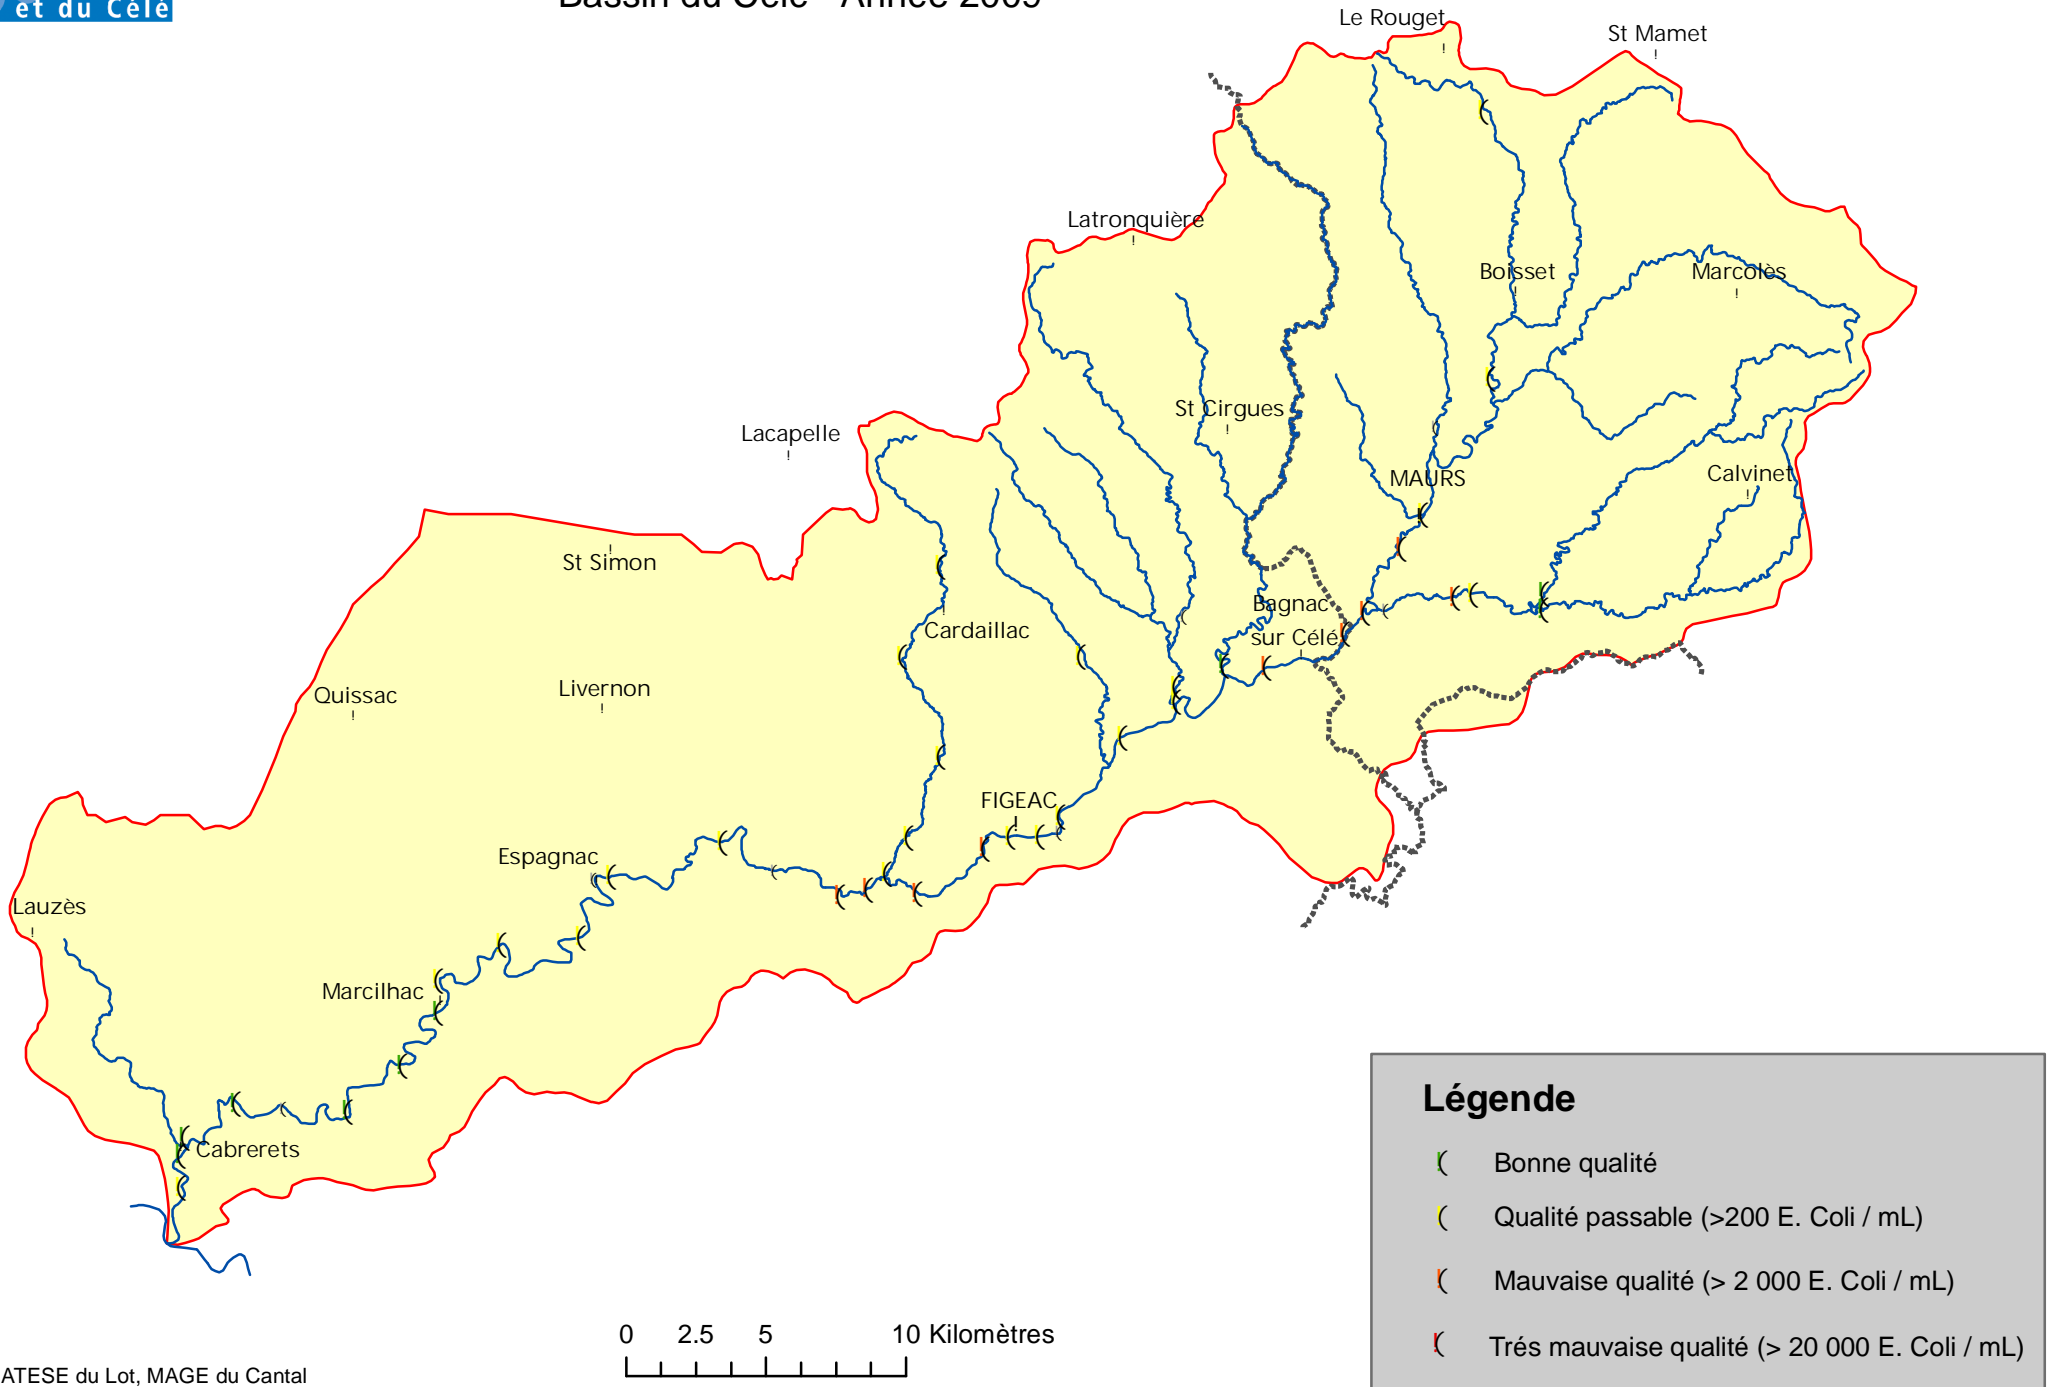 et du Célé
Le Rouget
St Mamet
Latronquière
Boisset
Marcolès
St Cirgues
Lacapelle
MAURS
Calvinet
St Simon
Bagnac
sur Célé
Cardaillac
Quissac
Livernon
FIGEAC
Espagnac
Lauzès
Marcilhac
Cabrerets
Légende
Bonne qualité
Qualité passable (>200 E. Coli / mL)
Mauvaise qualité (> 2 000 E. Coli / mL)
Trés mauvaise qualité (> 20 000 E. Coli / mL)
0 2.5 5 10 Kilomètres
ATESE du Lot, MAGE du Cantal